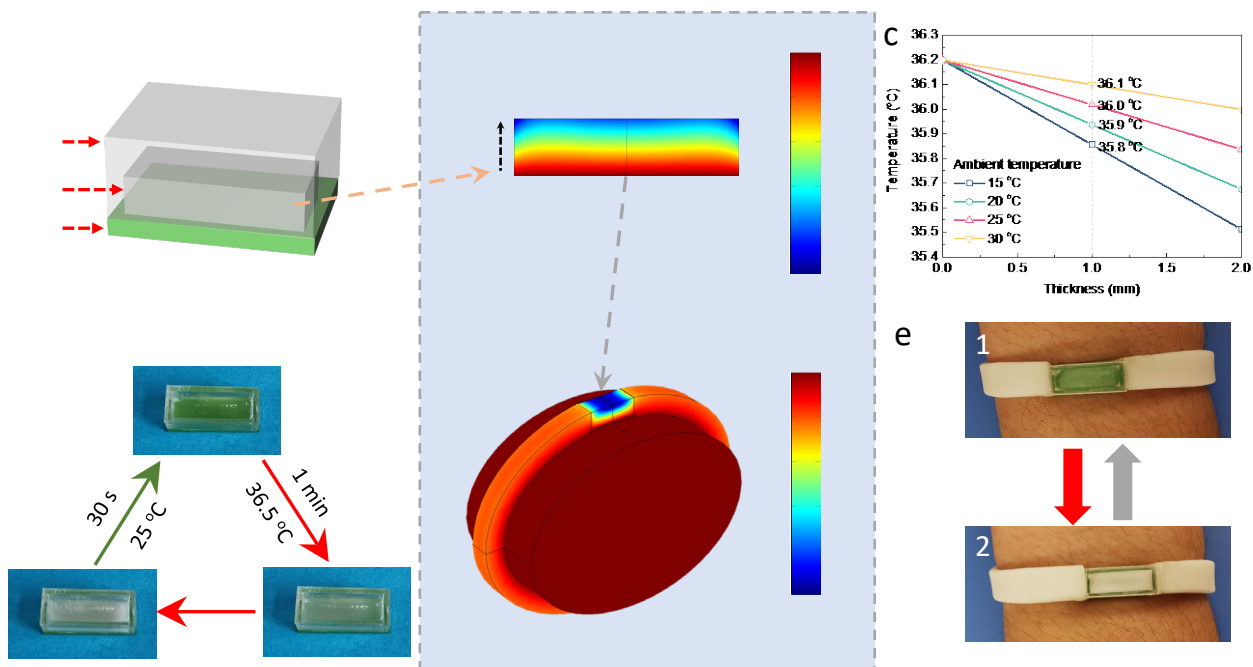 c
36.3
36.2
36.1
36.0
35.9
35.8
35.7
35.6
35.5
35.4
Temperature (°C)
36.1 °C
36.0 °C
35.9 °C
35.8 °C
Ambient temperature
15 °C
20 °C
25 °C
30 °C
0.0 0.5 1.0 1.5 2.0
Thickness (mm)
30 s
25 °C
1 min
36.5 °C
e
1
2